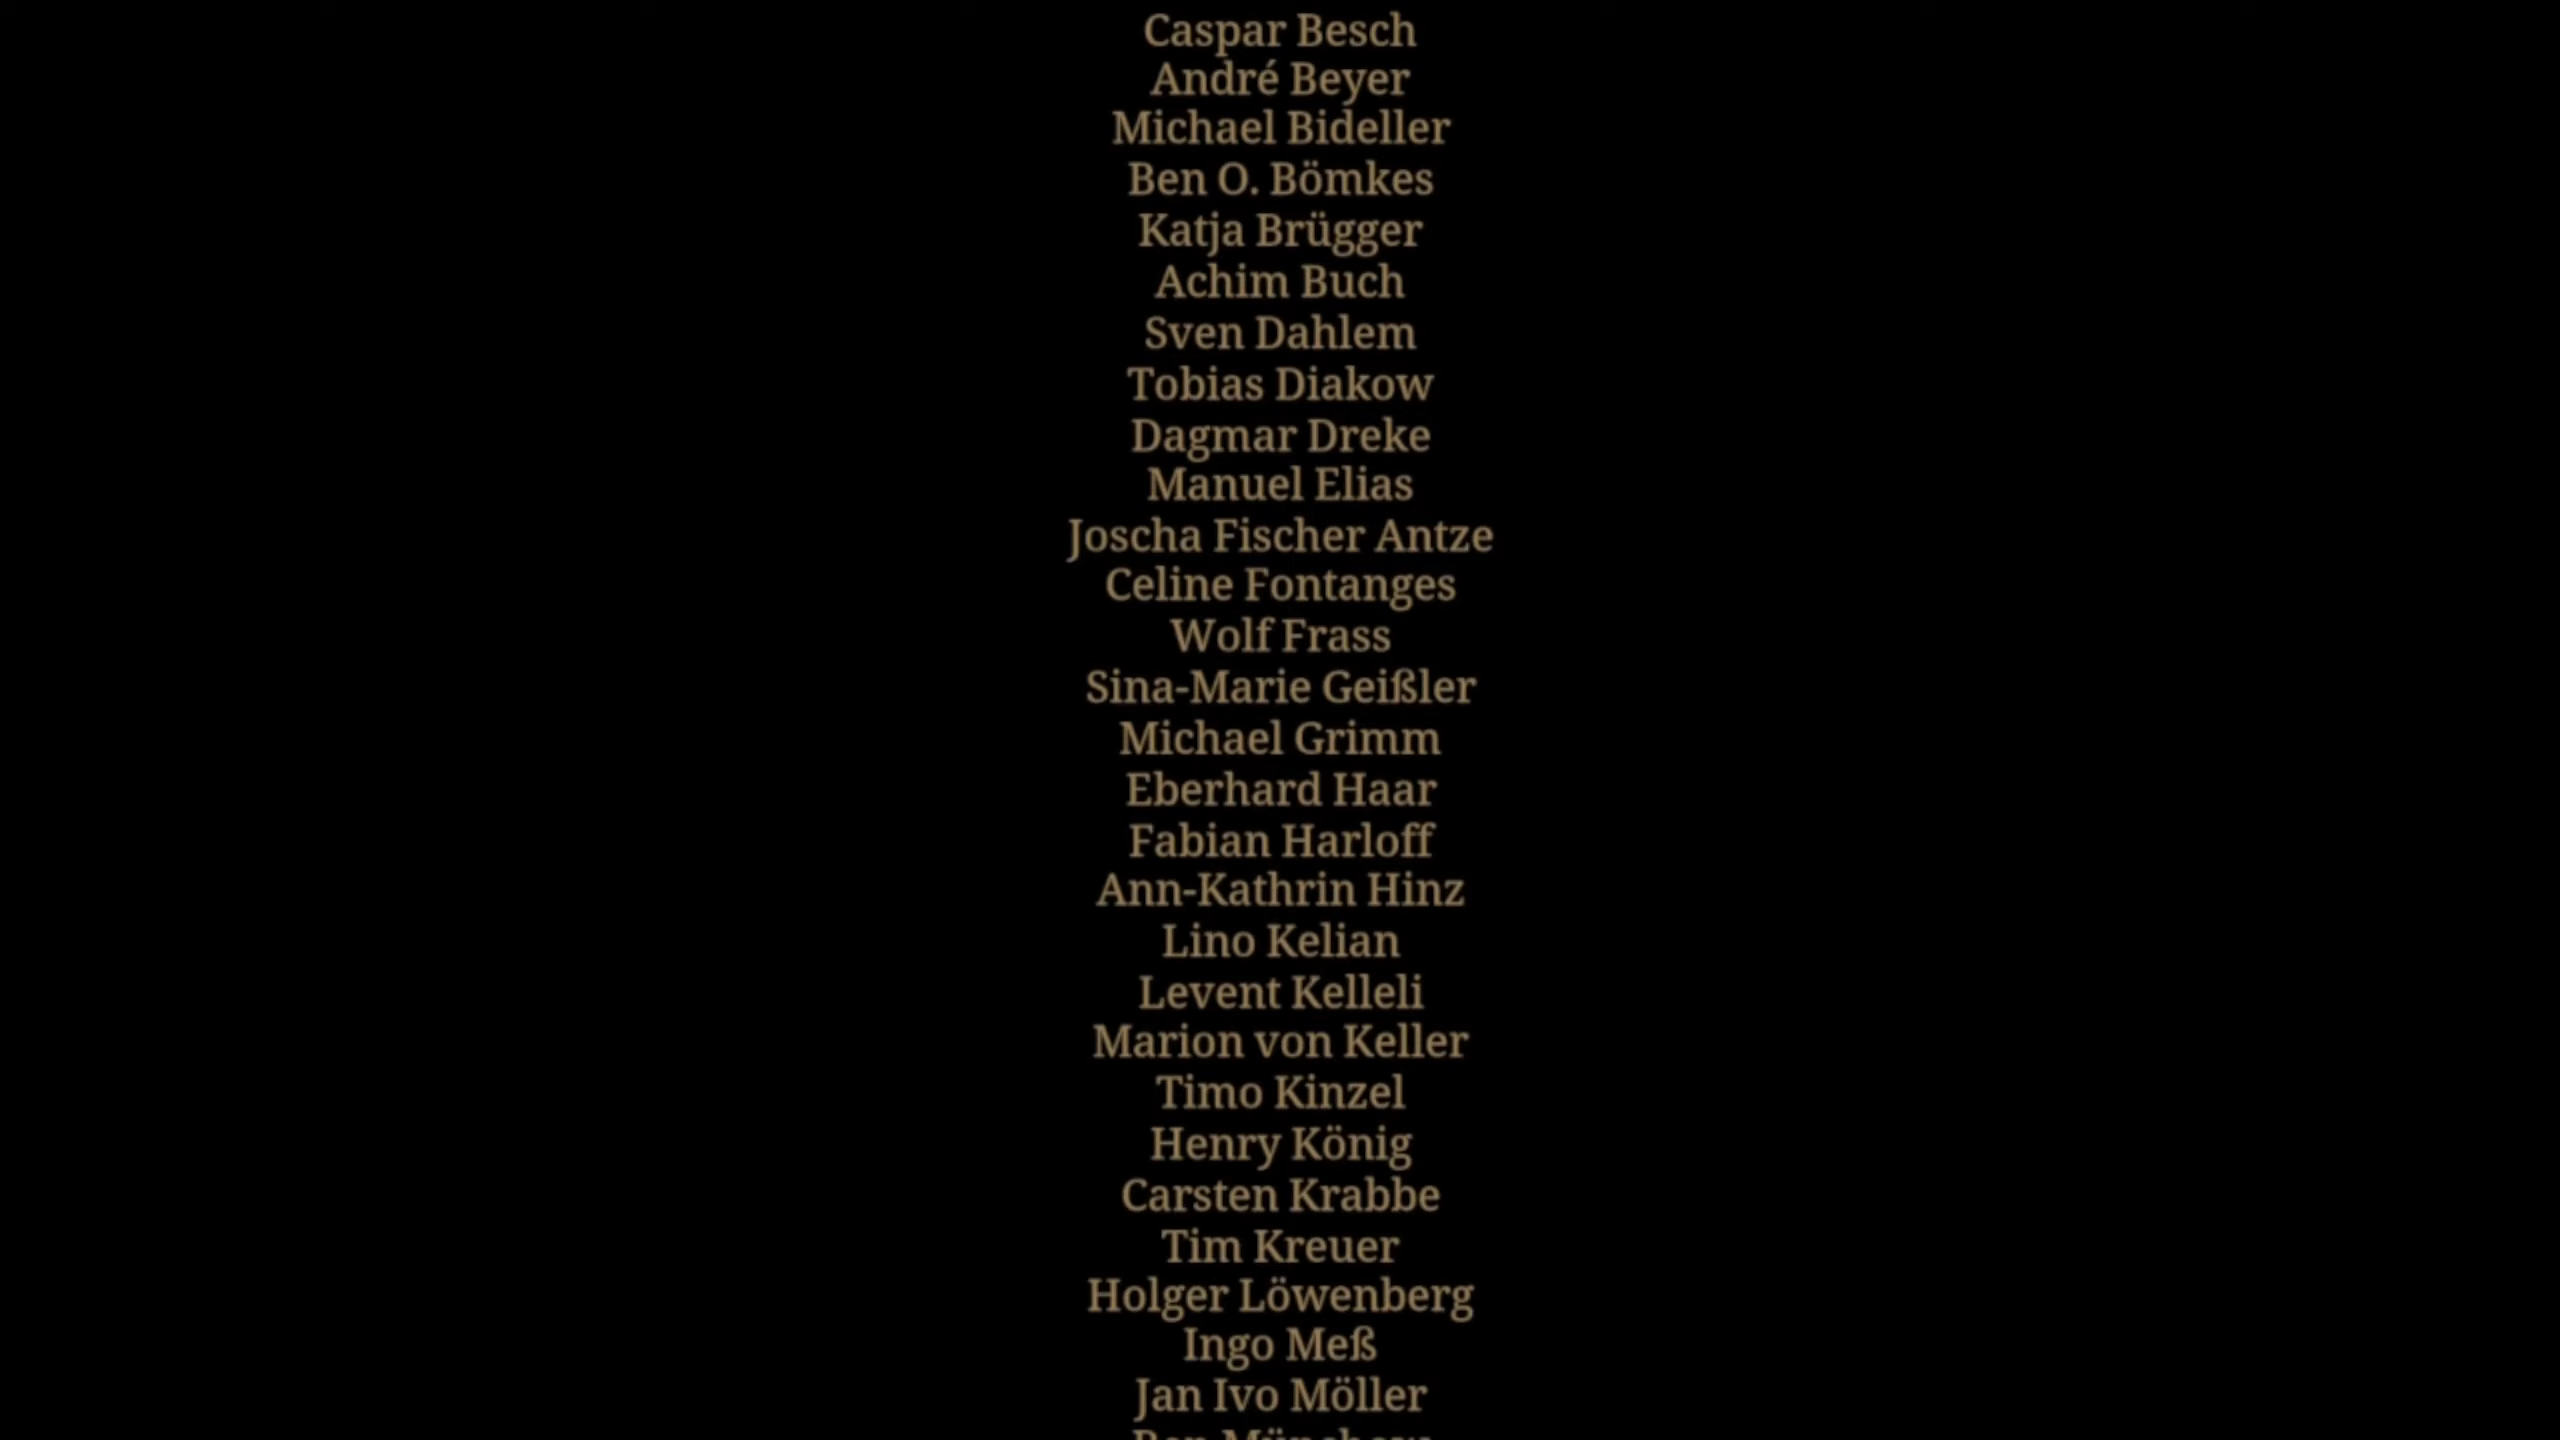 Caspar Besch
André Beyer
Michael Bideller
Ben O. Bömkes
Katja Brügger
Achim Buch
Sven Dahlem
Tobias Diakow
Dagmar Dreke
Manuel Elias
Joscha Fischer Antze
Celine Fontanges
Wolf Frass
Sina-Marie Geißler
Michael Grimm
Eberhard Haar
Fabian Harloff
Ann-Kathrin Hinz
Lino Kelian
Levent Kelleli
Marion von Keller
Timo Kinzel
Henry König
Carsten Krabbe
Tim Kreuer
Holger Löwenberg
Ingo Meß
Jan Ivo Möller